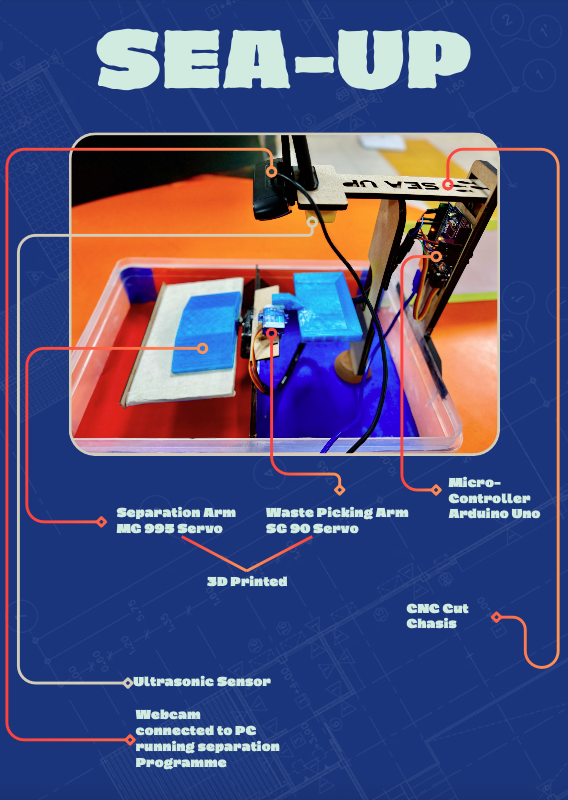 SEA-UP
SEA UP
Separation Arm
MG 995 Servo
Waste Picking Arm
SG 90 Servo
Micro-
Controller
Arduino Uno
3D Printed
CNC Cut
Chasis
Ultrasonic Sensor
Webcam
connected to PC
running separation
Programme